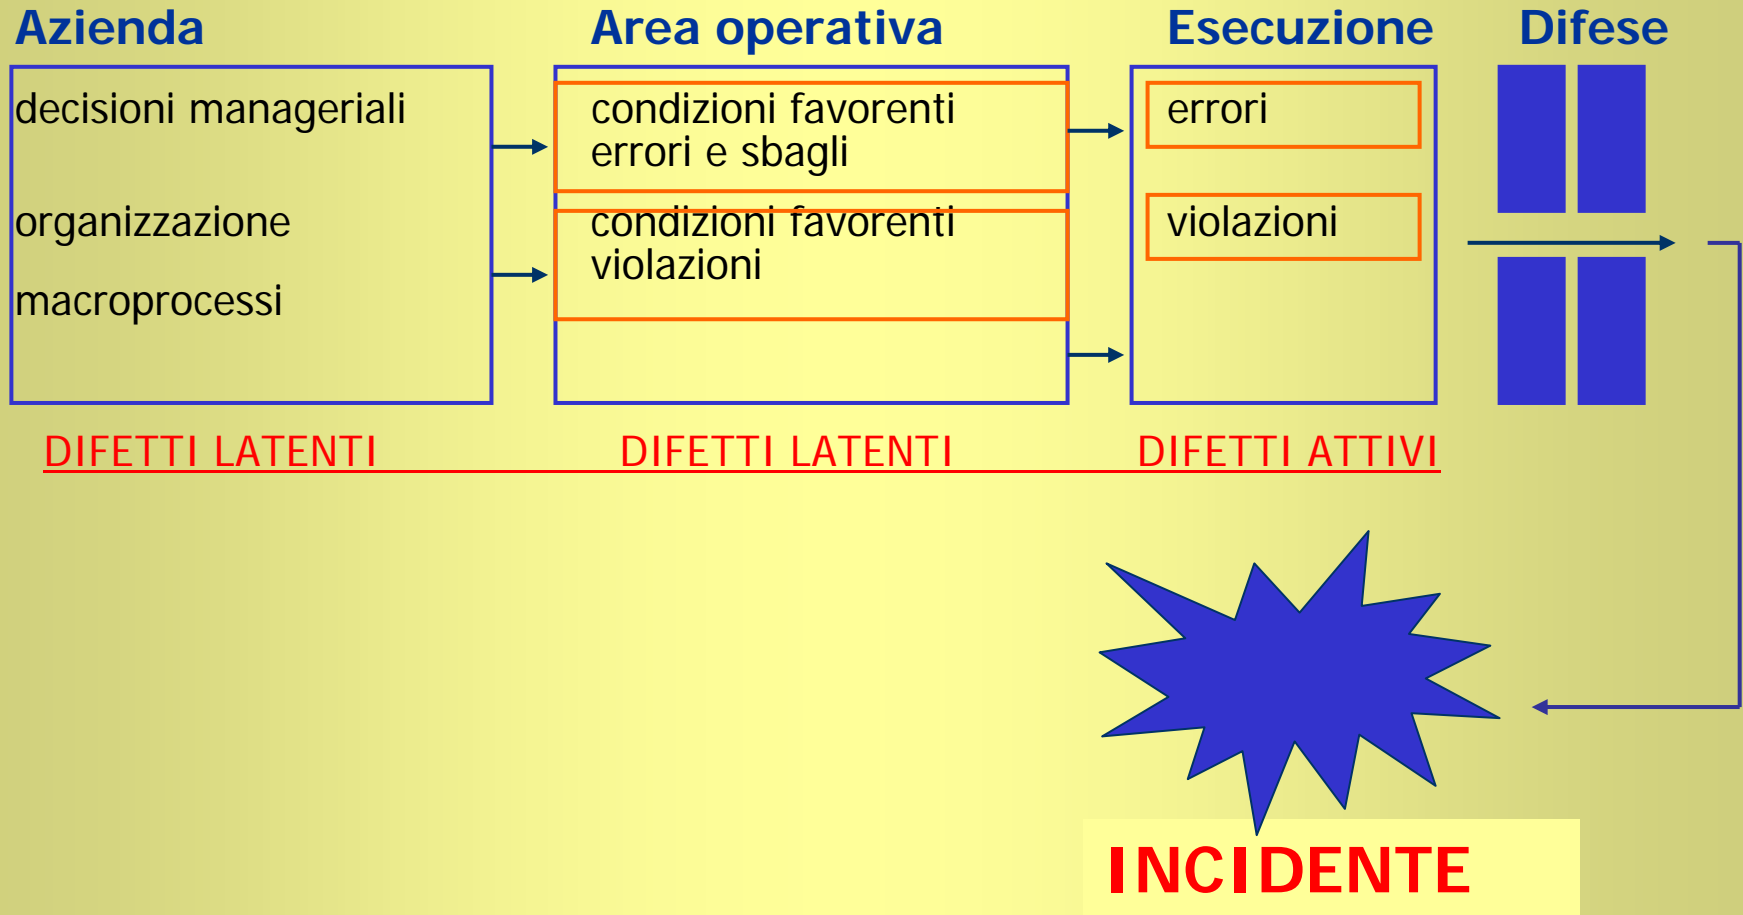 Azienda
decisioni manageriali
organizzazione
macroprocessi
Area operativa
condizioni favorenti
errori e sbagli
condizioni favorenti
violazioni
Esecuzione
errori
violazioni
Difese
DIFETTI LATENTI
DIFETTI LATENTI
DIFETTI ATTIVI
INCIDENTE